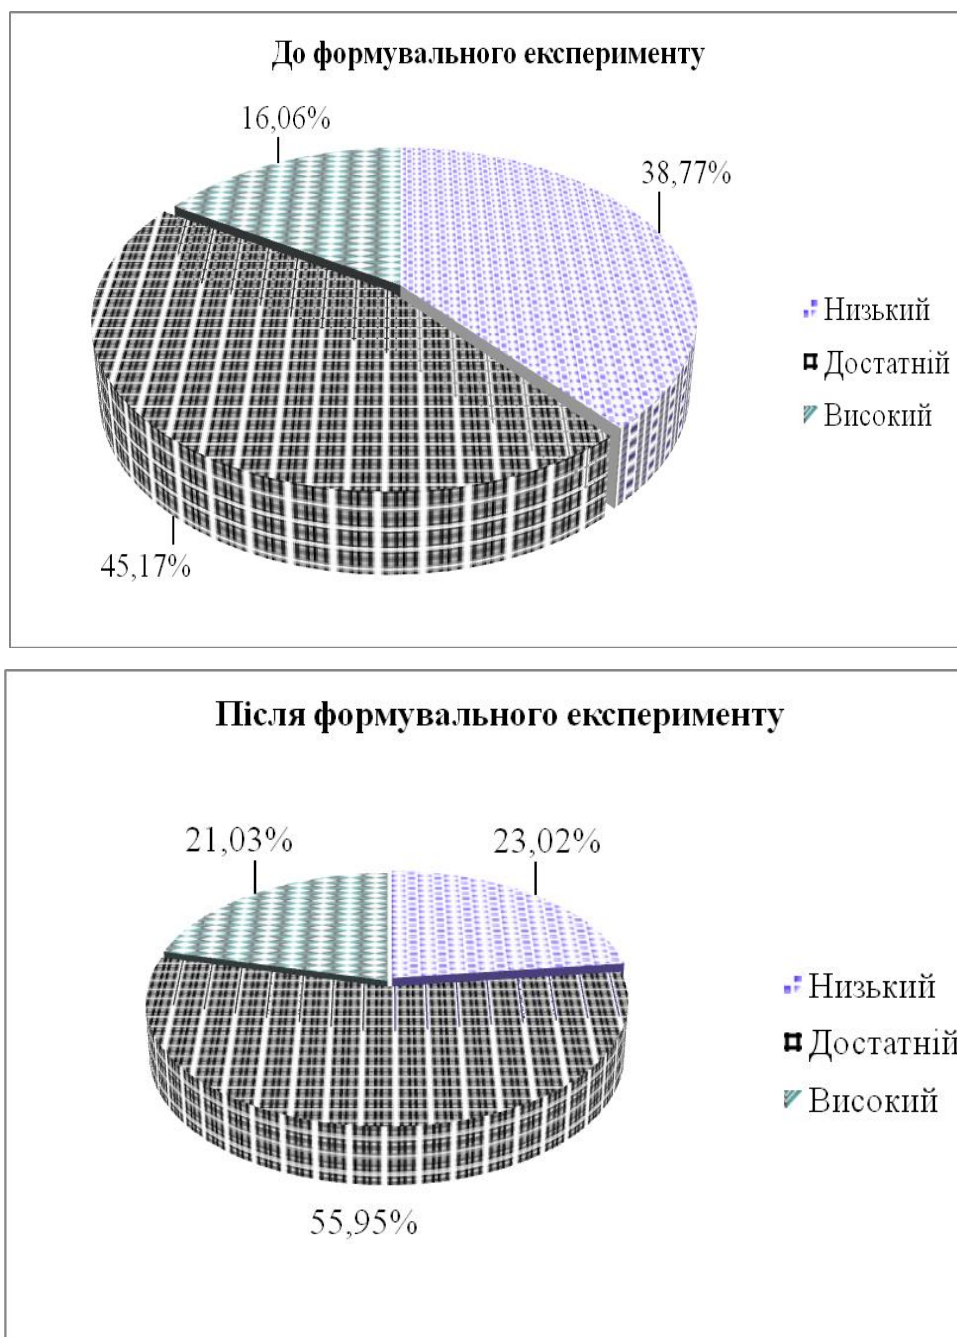 До формувального експерименту
16,06%
38,77%
Низький
Достатній
Високий
45,17%
Після формувального експерименту
21,03%
23,02%
Низький
Достатній
Високий
55,95%